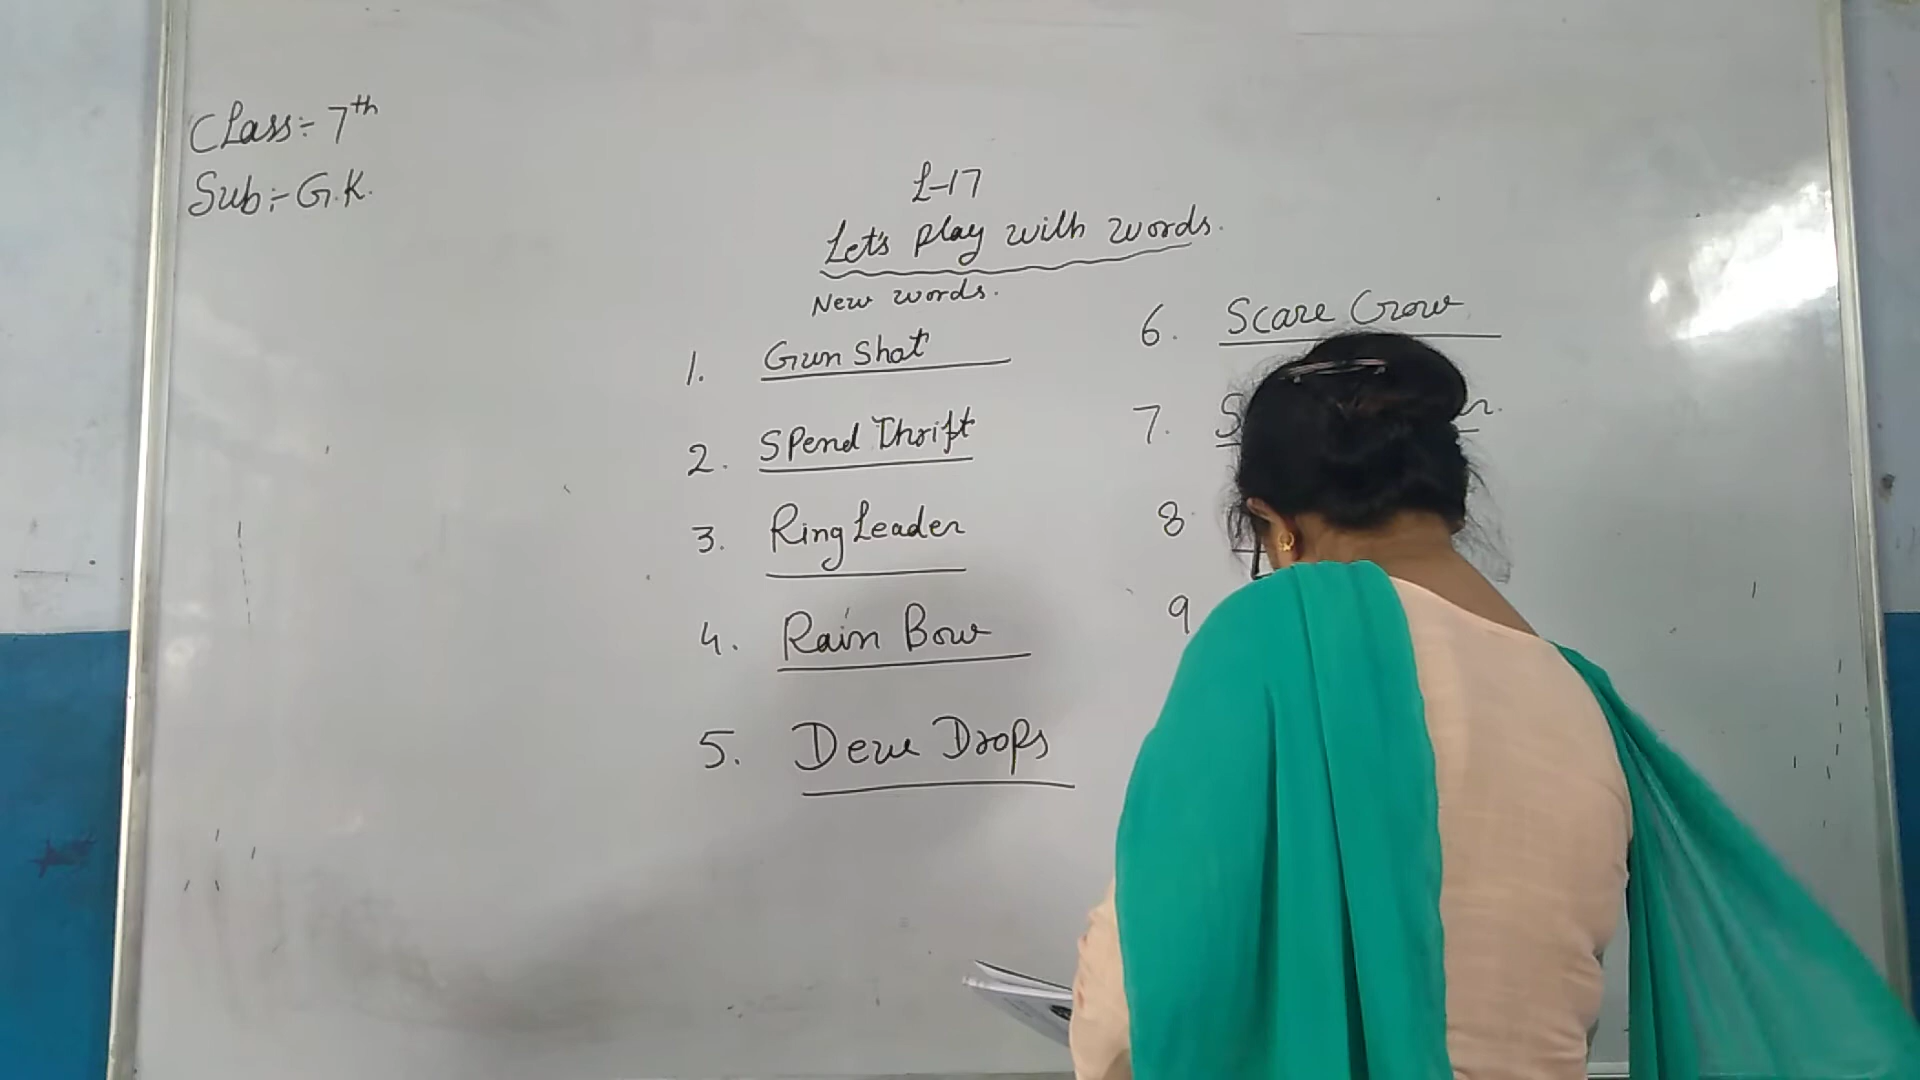 Class:- 7th
Sub:- G.K.
L-17
Let's play with words.
New words.
1. Gun Shot
2. Spend Thrift
3. Ring Leader
4. Rain Bow
5. Dew Drops
6. Scare Crow
7.
8.
9